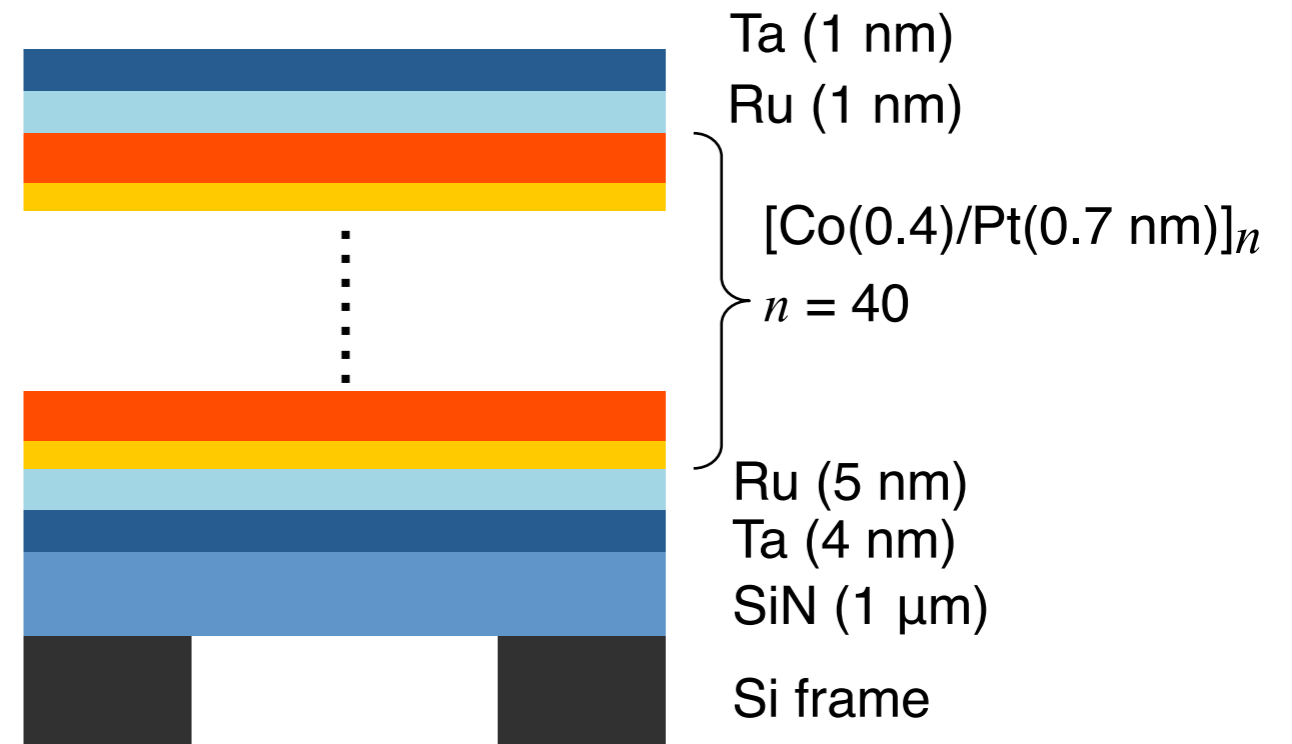 Ta (1 nm)
Ru (1 nm)
[Co(0.4)/Pt(0.7 nm)]n
n = 40
Ru (5 nm)
Ta (4 nm)
SiN (1 μm)
Si frame